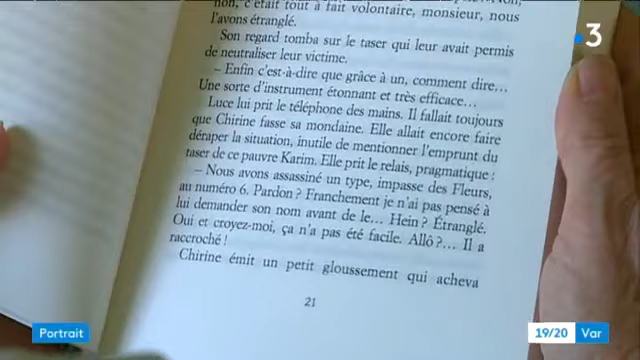 non, c'était tout à fait volontaire, monsieur, nous
l'avons étranglé.
Son regard tomba sur le taser qui leur avait permis
de neutraliser leur victime.
– Enfin c'est-à-dire que grâce à un, comment dire…
Une sorte d'instrument étonnant et très efficace…
Luce lui prit le téléphone des mains. Il fallait toujours
que Chirine fasse sa mondaine. Elle allait encore faire
déraper la situation, inutile de mentionner l'emprunt du
taser de ce pauvre Karim. Elle prit le relais, pragmatique :
– Nous avons assassiné un type, impasse des Fleurs,
au numéro 6. Pardon ? Franchement je n'ai pas pensé à
lui demander son nom avant de le… Hein ? Étranglé.
Oui et croyez-moi, ça n'a pas été facile. Allô ?… Il a
raccroché !
Chirine émit un petit gloussement qui acheva
21
3
Portrait
19/20 Var